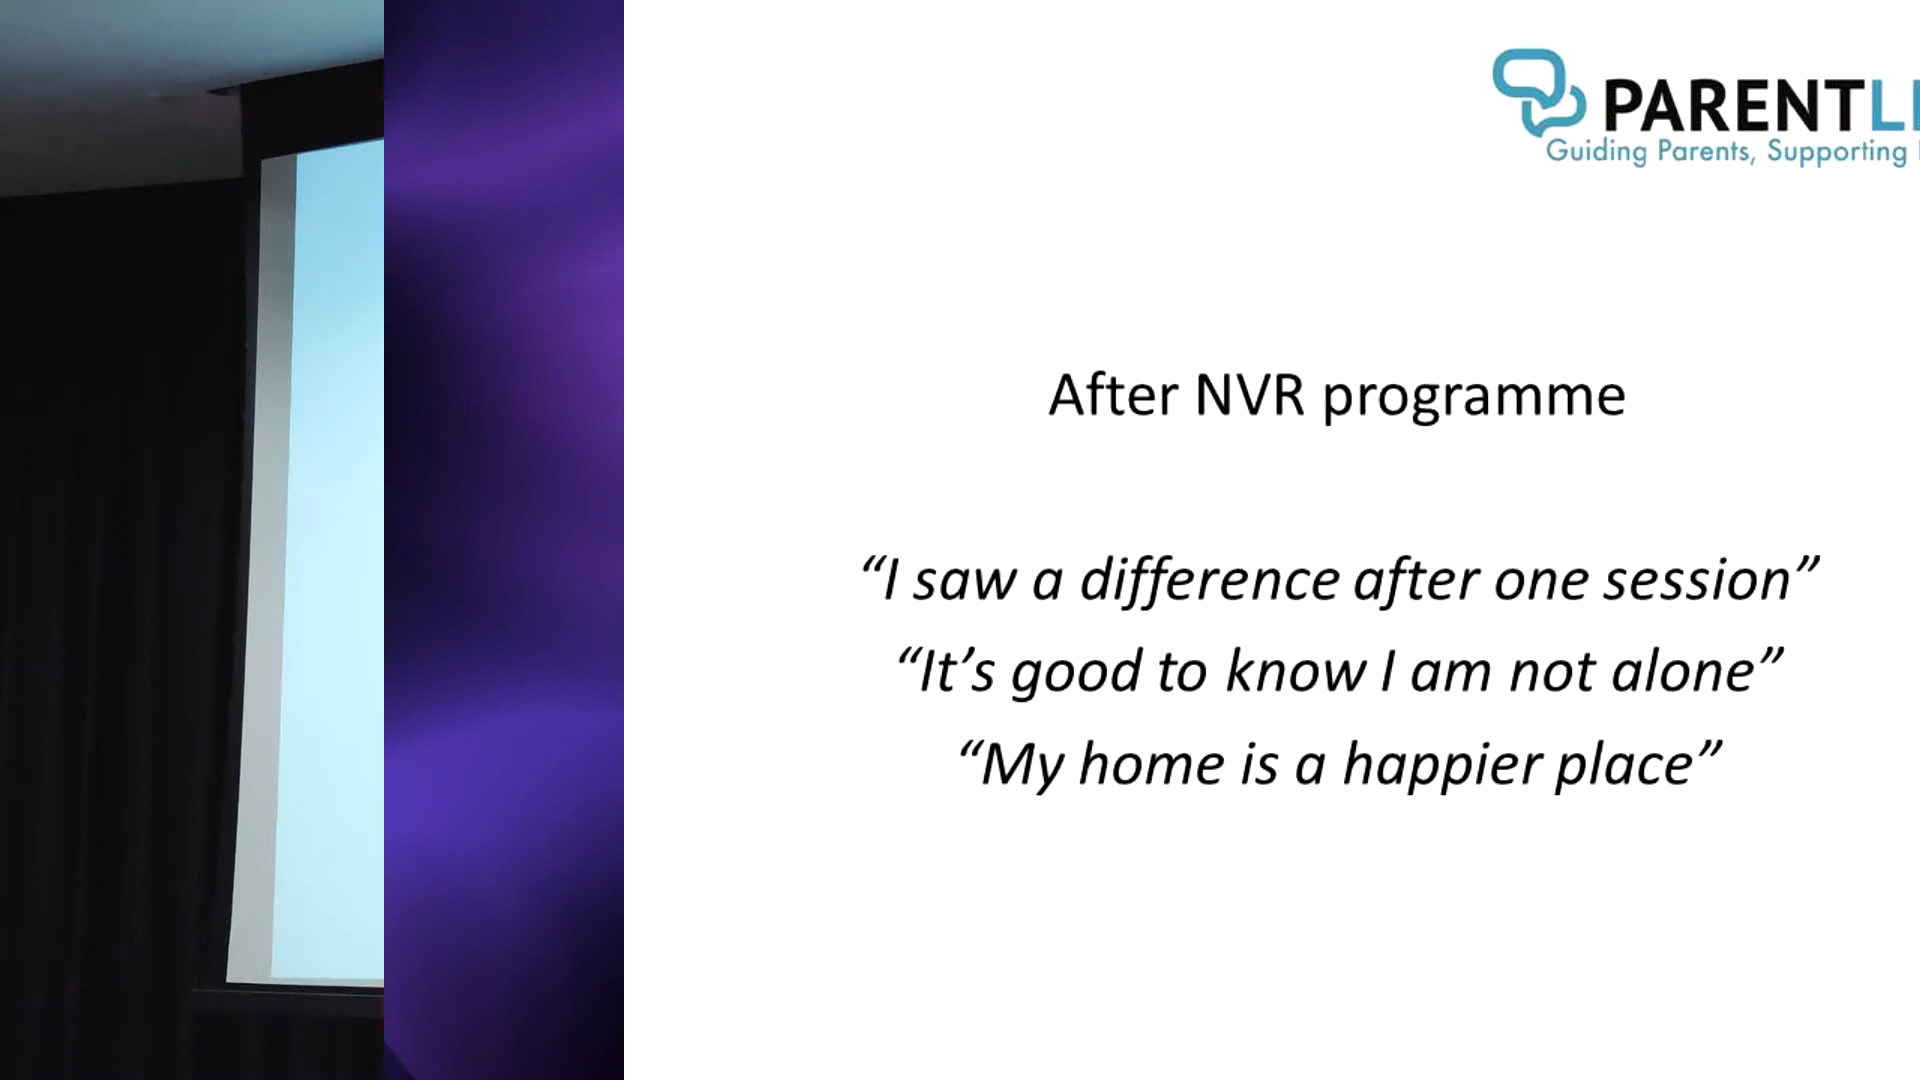 PARENTLI
Guiding Parents, Supporting
After NVR programme
“I saw a difference after one session”
“It’s good to know I am not alone”
“My home is a happier place”